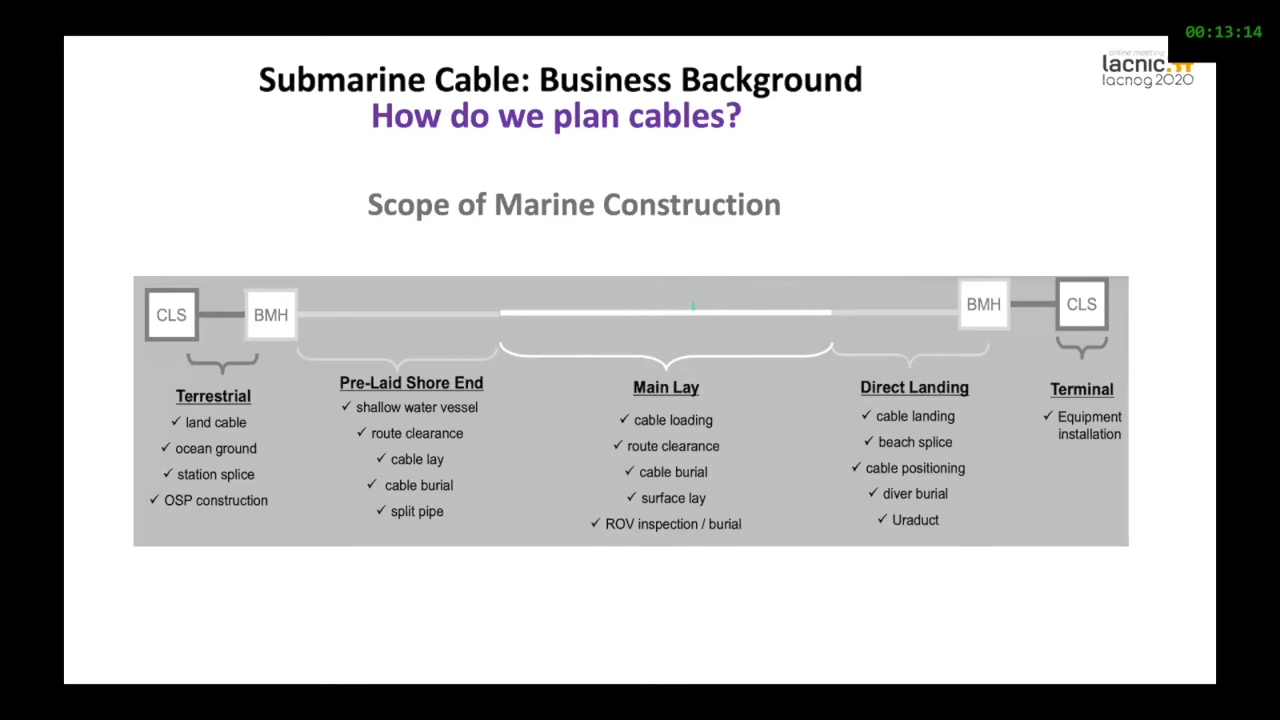 00:13:14
online meeting
lacnic
lacnog 2020
Submarine Cable: Business Background
How do we plan cables?
Scope of Marine Construction
CLS
BMH
BMH
CLS
Terrestrial
✓ land cable
✓ ocean ground
✓ station splice
✓ OSP construction
Pre-Laid Shore End
✓ shallow water vessel
✓ route clearance
✓ cable lay
✓ cable burial
✓ split pipe
Main Lay
✓ cable loading
✓ route clearance
✓ cable burial
✓ surface lay
✓ ROV inspection / burial
Direct Landing
✓ cable landing
✓ beach splice
✓ cable positioning
✓ diver burial
✓ Uraduct
Terminal
✓ Equipment
installation